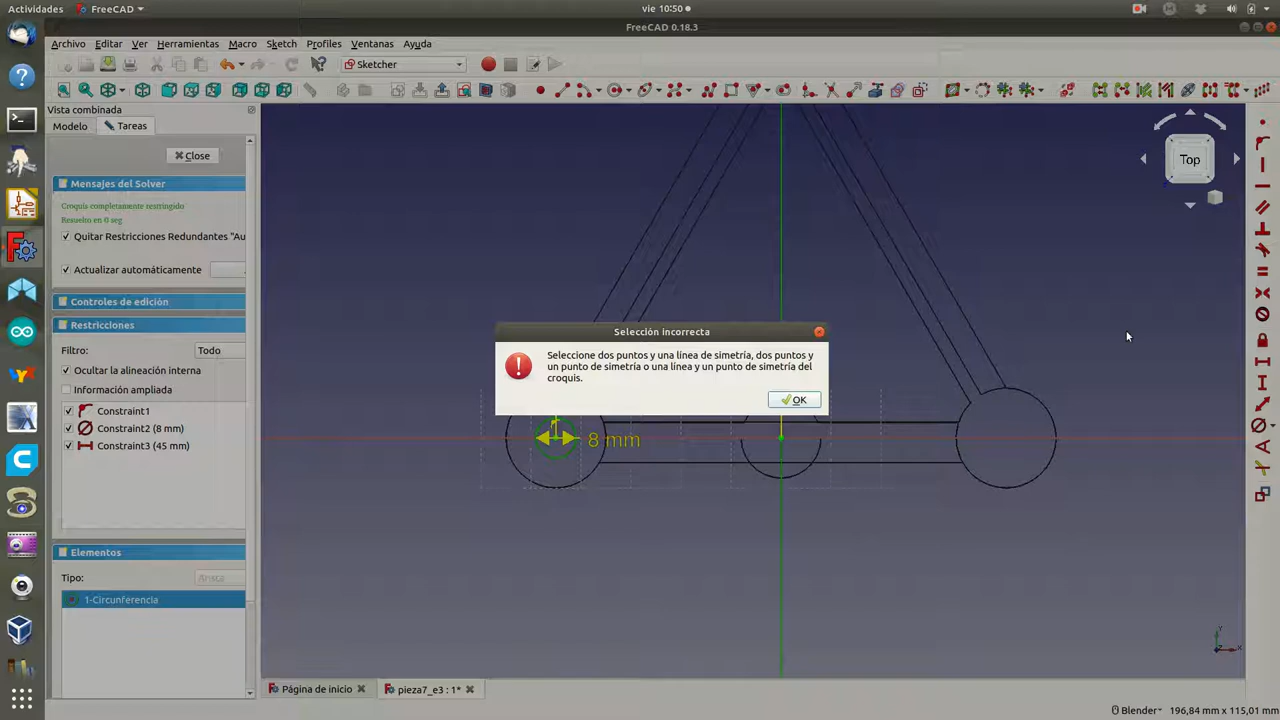 Actividades
FreeCAD
vie 10:50
FreeCAD 0.18.3
Archivo Editar Ver Herramientas Macro Sketch Profiles Ventanas Ayuda
Sketcher
Vista combinada
Modelo
Tareas
Close
Mensajes del Solver
Croquis completamente restringido
Resuelto en 0 seg
Quitar Restricciones Redundantes "Au
Actualizar automáticamente
Controles de edición
Restricciones
Filtro:
Todo
Ocultar la alineación interna
Información ampliada
Constraint1
Constraint2 (8 mm)
Constraint3 (45 mm)
Elementos
Tipo:
Arista
1-Circunferencia
Top
Selección incorrecta
Seleccione dos puntos y una línea de simetría, dos puntos y
un punto de simetría o una línea y un punto de simetría del
croquis.
OK
8 mm
Y
X
Página de inicio
pieza7_e3 : 1*
Blender
196,84 mm x 115,01 mm